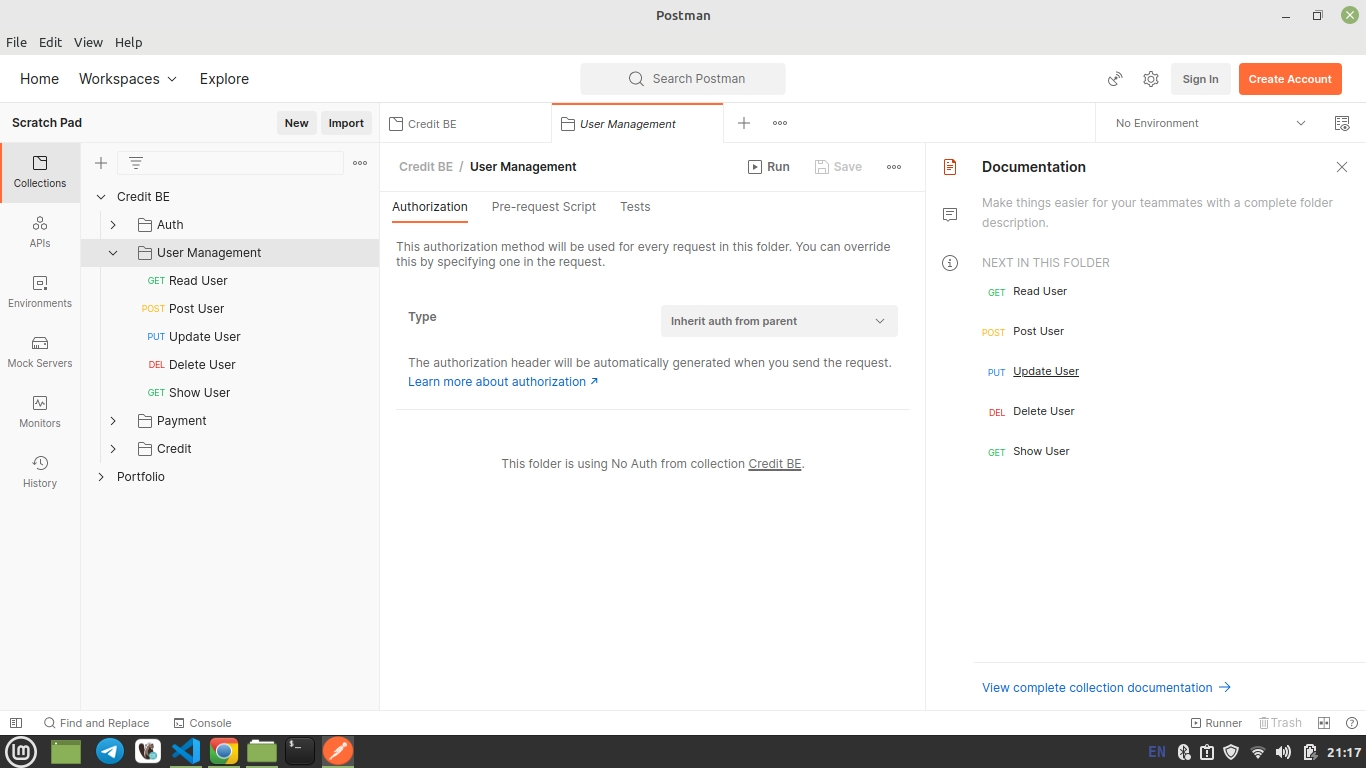 Postman
File Edit View Help
Home Workspaces Explore
Search Postman
Sign In
Create Account
Scratch Pad
New
Import
Credit BE
User Management
No Environment
Collections
APIs
Environments
Mock Servers
Monitors
History
Credit BE
Auth
User Management
GET Read User
POST Post User
PUT Update User
DEL Delete User
GET Show User
Payment
Credit
Portfolio
Credit BE / User Management
Run
Save
Authorization Pre-request Script Tests
This authorization method will be used for every request in this folder. You can override
this by specifying one in the request.
Type
Inherit auth from parent
The authorization header will be automatically generated when you send the request.
Learn more about authorization ↗
This folder is using No Auth from collection Credit BE.
Documentation
Make things easier for your teammates with a complete folder
description.
NEXT IN THIS FOLDER
GET Read User
POST Post User
PUT Update User
DEL Delete User
GET Show User
View complete collection documentation →
Find and Replace
Console
Runner
Trash
lm
$_
EN
21:17